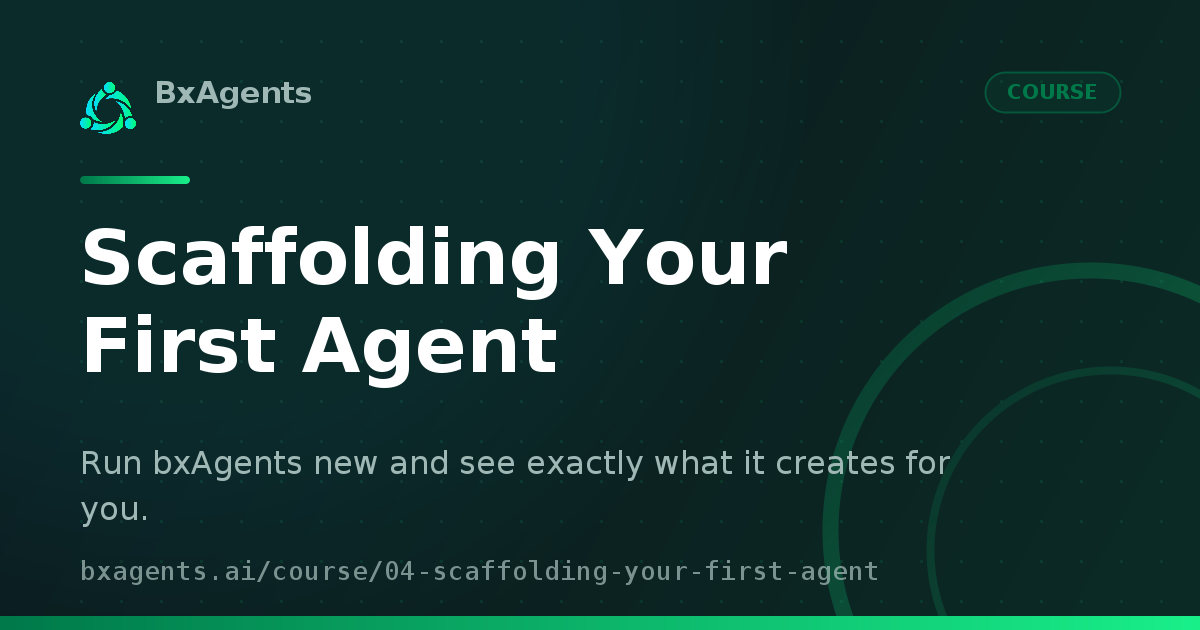 BxAgents
COURSE
Scaffolding Your
First Agent
Run bxAgents new and see exactly what it creates for
you.
bxagents.ai/course/04-scaffolding-your-first-agent